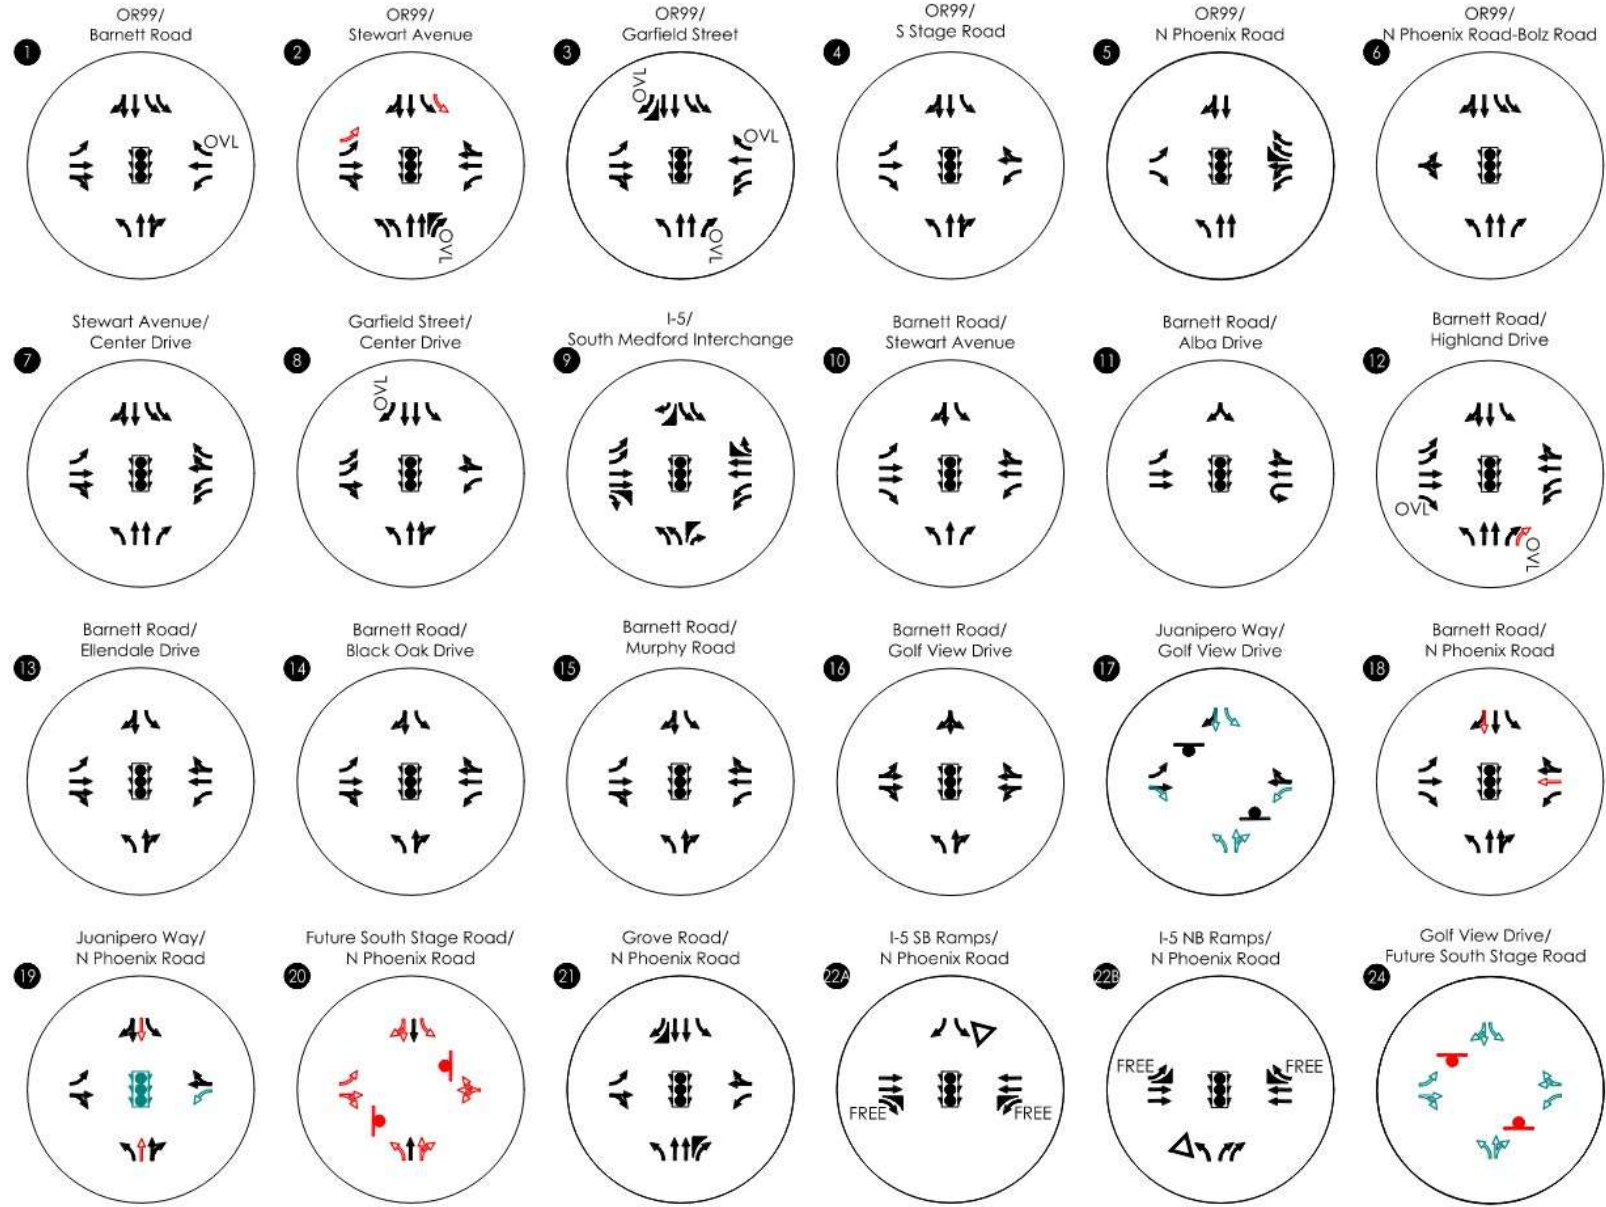 1
OR99/
Barnett Road
OVL
2
OR99/
Stewart Avenue
OVL
3
OR99/
Garfield Street
OVL
OVL
OVL
4
OR99/
S Stage Road
5
OR99/
N Phoenix Road
6
OR99/
N Phoenix Road-Bolz Road
7
Stewart Avenue/
Center Drive
8
Garfield Street/
Center Drive
OVL
9
I-5/
South Medford Interchange
10
Barnett Road/
Stewart Avenue
11
Barnett Road/
Alba Drive
12
Barnett Road/
Highland Drive
OVL
OVL
13
Barnett Road/
Ellendale Drive
14
Barnett Road/
Black Oak Drive
15
Barnett Road/
Murphy Road
16
Barnett Road/
Golf View Drive
17
Juanipero Way/
Golf View Drive
18
Barnett Road/
N Phoenix Road
19
Juanipero Way/
N Phoenix Road
20
Future South Stage Road/
N Phoenix Road
21
Grove Road/
N Phoenix Road
22A
I-5 SB Ramps/
N Phoenix Road
FREE
FREE
22B
I-5 NB Ramps/
N Phoenix Road
FREE
FREE
24
Golf View Drive/
Future South Stage Road